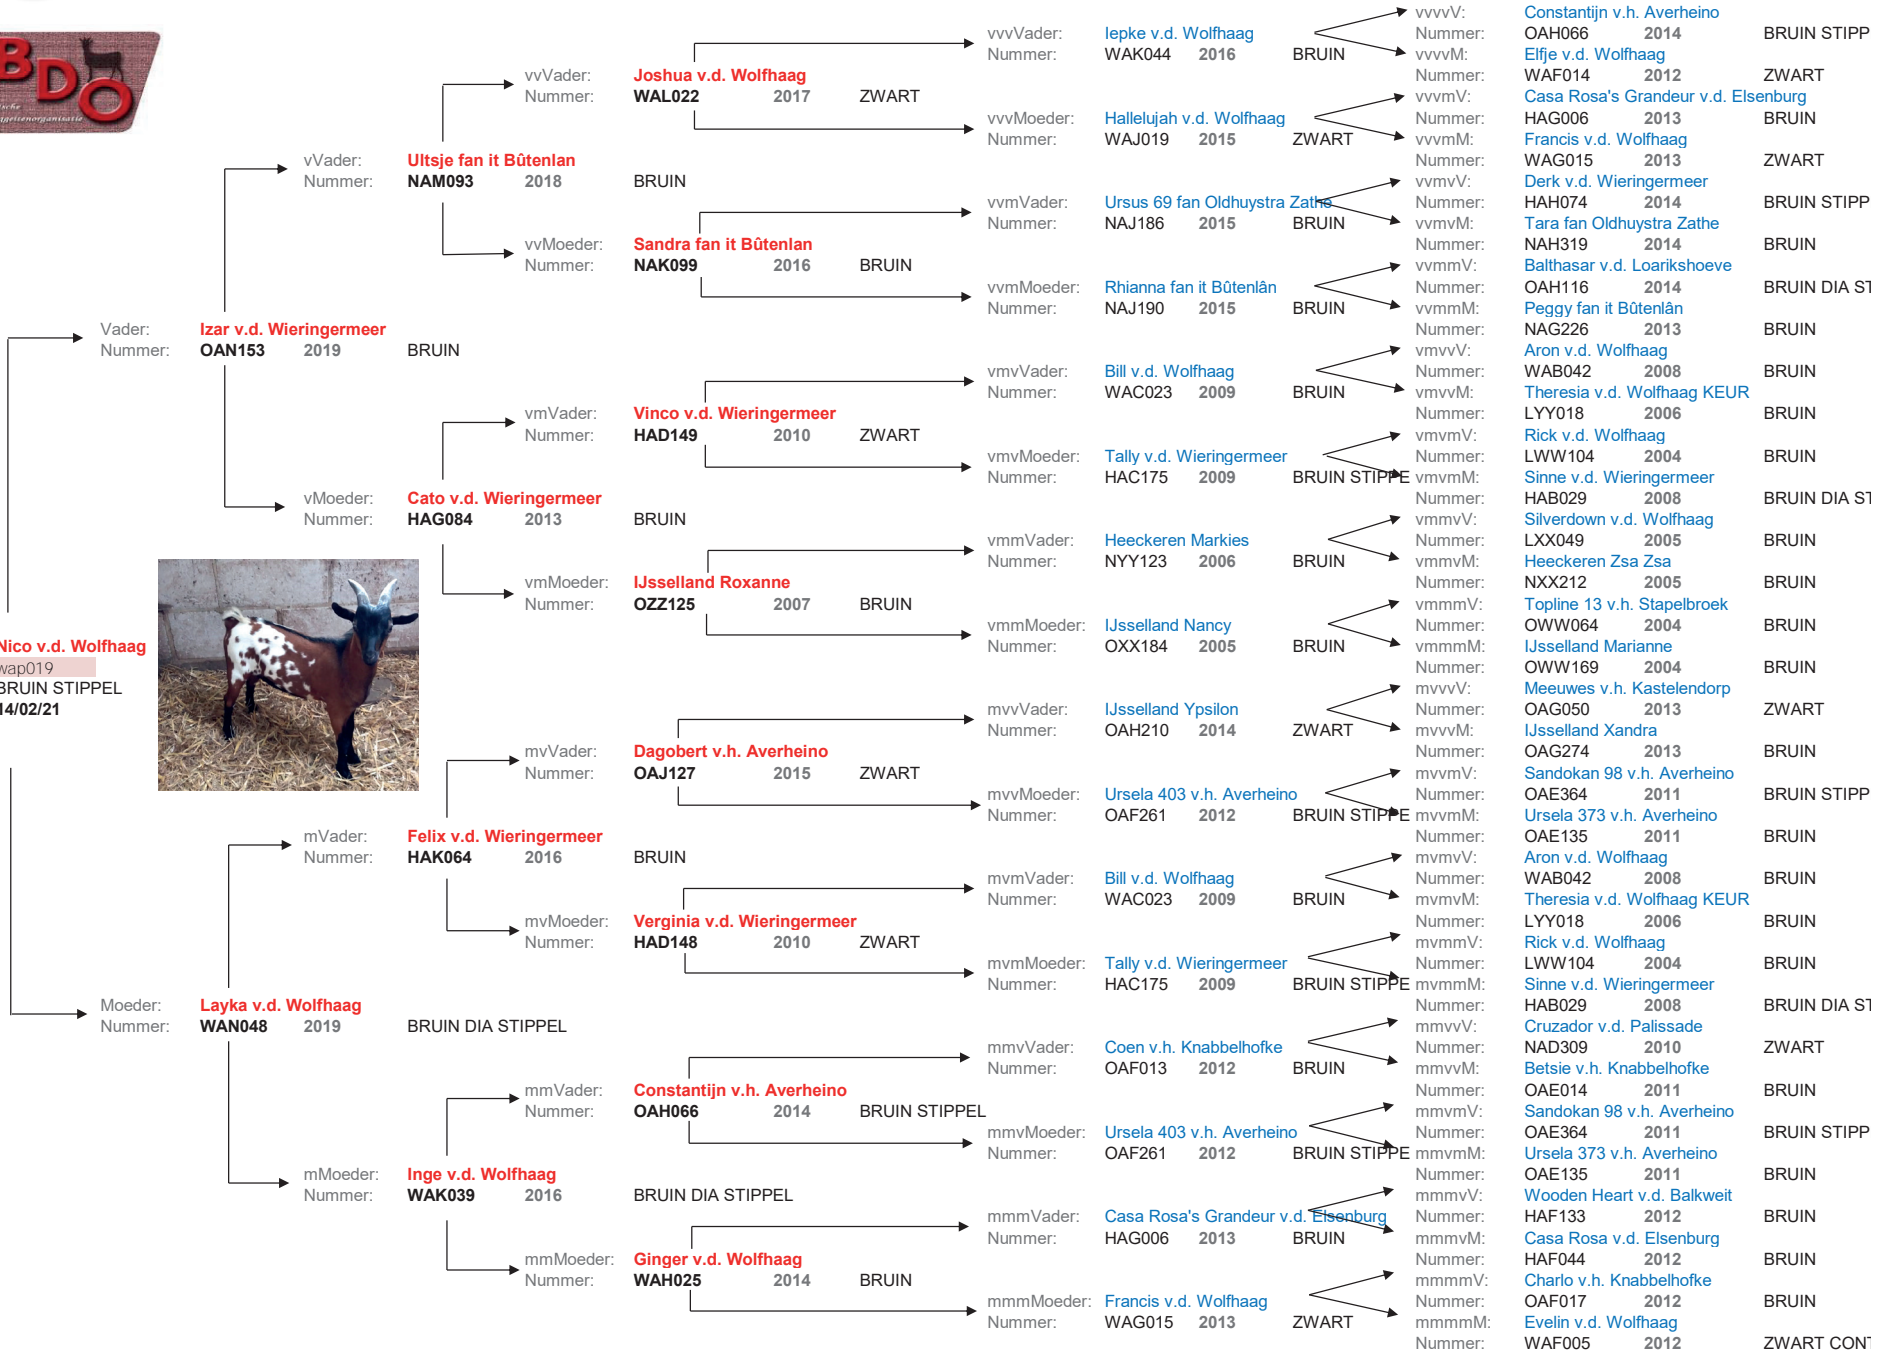 BDO
ische
ggeitenorganisatie
Nico v.d. Wolfhaag
wap019
BRUIN STIPPEL
14/02/21
Vader: Izar v.d. Wieringermeer
Nummer: OAN153 2019 BRUIN
Moeder: Layka v.d. Wolfhaag
Nummer: WAN048 2019 BRUIN DIA STIPPEL
vVader: Ultsje fan it Bûtenlan
Nummer: NAM093 2018 BRUIN
vMoeder: Cato v.d. Wieringermeer
Nummer: HAG084 2013 BRUIN
mVader: Felix v.d. Wieringermeer
Nummer: HAK064 2016 BRUIN
mMoeder: Inge v.d. Wolfhaag
Nummer: WAK039 2016 BRUIN DIA STIPPEL
vvVader: Joshua v.d. Wolfhaag
Nummer: WAL022 2017 ZWART
vvMoeder: Sandra fan it Bûtenlan
Nummer: NAK099 2016 BRUIN
vmVader: Vinco v.d. Wieringermeer
Nummer: HAD149 2010 ZWART
vmMoeder: IJsselland Roxanne
Nummer: OZZ125 2007 BRUIN
mvVader: Dagobert v.h. Averheino
Nummer: OAJ127 2015 ZWART
mvMoeder: Verginia v.d. Wieringermeer
Nummer: HAD148 2010 ZWART
mmVader: Constantijn v.h. Averheino
Nummer: OAH066 2014 BRUIN STIPPEL
mmMoeder: Ginger v.d. Wolfhaag
Nummer: WAH025 2014 BRUIN
vvvVader: Iepke v.d. Wolfhaag
Nummer: WAK044 2016 BRUIN
vvvMoeder: Hallelujah v.d. Wolfhaag
Nummer: WAJ019 2015 ZWART
vvmVader: Ursus 69 fan Oldhuystra Zathe
Nummer: NAJ186 2015 BRUIN
vvmMoeder: Rhianna fan it Bûtenlân
Nummer: NAJ190 2015 BRUIN
vmvVader: Bill v.d. Wolfhaag
Nummer: WAC023 2009 BRUIN
vmvMoeder: Tally v.d. Wieringermeer
Nummer: HAC175 2009 BRUIN STIPPE
vmmVader: Heeckeren Markies
Nummer: NYY123 2006 BRUIN
vmmMoeder: IJsselland Nancy
Nummer: OXX184 2005 BRUIN
mvvVader: IJsselland Ypsilon
Nummer: OAH210 2014 ZWART
mvvMoeder: Ursela 403 v.h. Averheino
Nummer: OAF261 2012 BRUIN STIPPE
mvmVader: Bill v.d. Wolfhaag
Nummer: WAC023 2009 BRUIN
mvmMoeder: Tally v.d. Wieringermeer
Nummer: HAC175 2009 BRUIN STIPPE
mmvVader: Coen v.h. Knabbelhofke
Nummer: OAF013 2012 BRUIN
mmvMoeder: Ursela 403 v.h. Averheino
Nummer: OAF261 2012 BRUIN STIPPE
mmmVader: Casa Rosa's Grandeur v.d. Elsenburg
Nummer: HAG006 2013 BRUIN
mmmMoeder: Francis v.d. Wolfhaag
Nummer: WAG015 2013 ZWART
vvvvV: Constantijn v.h. Averheino
Nummer: OAH066 2014 BRUIN STIPP
vvvvM: Elfje v.d. Wolfhaag
Nummer: WAF014 2012 ZWART
vvvmV: Casa Rosa's Grandeur v.d. Elsenburg
Nummer: HAG006 2013 BRUIN
vvvmM: Francis v.d. Wolfhaag
Nummer: WAG015 2013 ZWART
vvmvV: Derk v.d. Wieringermeer
Nummer: HAH074 2014 BRUIN STIPP
vvmvM: Tara fan Oldhuystra Zathe
Nummer: NAH319 2014 BRUIN
vvmmV: Balthasar v.d. Loarikshoeve
Nummer: OAH116 2014 BRUIN DIA ST
vvmmM: Peggy fan it Bûtenlân
Nummer: NAG226 2013 BRUIN
vmvvV: Aron v.d. Wolfhaag
Nummer: WAB042 2008 BRUIN
vmvvM: Theresia v.d. Wolfhaag KEUR
Nummer: LYY018 2006 BRUIN
vmvmV: Rick v.d. Wolfhaag
Nummer: LWW104 2004 BRUIN
vmvmM: Sinne v.d. Wieringermeer
Nummer: HAB029 2008 BRUIN DIA ST
vmmvV: Silverdown v.d. Wolfhaag
Nummer: LXX049 2005 BRUIN
vmmvM: Heeckeren Zsa Zsa
Nummer: NXX212 2005 BRUIN
vmmmV: Topline 13 v.h. Stapelbroek
Nummer: OWW064 2004 BRUIN
vmmmM: IJsselland Marianne
Nummer: OWW169 2004 BRUIN
mvvvV: Meeuwes v.h. Kastelendorp
Nummer: OAG050 2013 ZWART
mvvvM: IJsselland Xandra
Nummer: OAG274 2013 BRUIN
mvvmV: Sandokan 98 v.h. Averheino
Nummer: OAE364 2011 BRUIN STIPP
mvvmM: Ursela 373 v.h. Averheino
Nummer: OAE135 2011 BRUIN
mvmvV: Aron v.d. Wolfhaag
Nummer: WAB042 2008 BRUIN
mvmvM: Theresia v.d. Wolfhaag KEUR
Nummer: LYY018 2006 BRUIN
mvmmV: Rick v.d. Wolfhaag
Nummer: LWW104 2004 BRUIN
mvmmM: Sinne v.d. Wieringermeer
Nummer: HAB029 2008 BRUIN DIA ST
mmvvV: Cruzador v.d. Palissade
Nummer: NAD309 2010 ZWART
mmvvM: Betsie v.h. Knabbelhofke
Nummer: OAE014 2011 BRUIN
mmvmV: Sandokan 98 v.h. Averheino
Nummer: OAE364 2011 BRUIN STIPP
mmvmM: Ursela 373 v.h. Averheino
Nummer: OAE135 2011 BRUIN
mmmvV: Wooden Heart v.d. Balkweit
Nummer: HAF133 2012 BRUIN
mmmvM: Casa Rosa v.d. Elsenburg
Nummer: HAF044 2012 BRUIN
mmmmV: Charlo v.h. Knabbelhofke
Nummer: OAF017 2012 BRUIN
mmmmM: Evelin v.d. Wolfhaag
Nummer: WAF005 2012 ZWART CONT